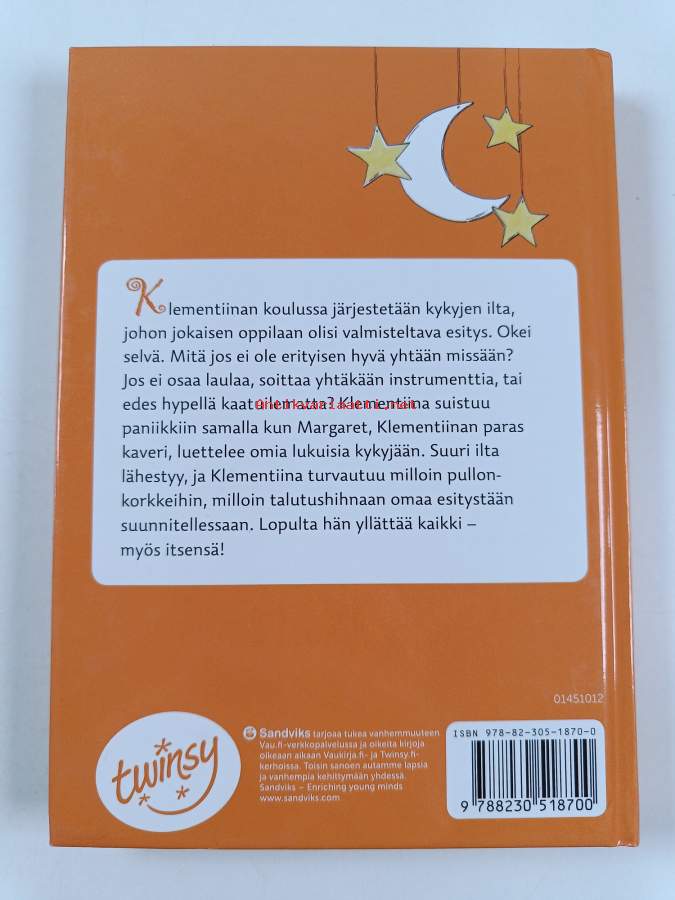 Klementiinan koulussa järjestetään kykyjen ilta,
johon jokaisen oppilaan olisi valmisteltava esitys. Okei
selvä. Mitä jos ei ole erityisen hyvä yhtään missään?
Jos ei osaa laulaa, soittaa yhtäkään instrumenttia, tai
edes hypellä kaatuilematta? Klementiina suistuu
Antikvariaatti.net
paniikkiin samalla kun Margaret, Klementiinan paras
kaveri, luettelee omia lukuisia kykyjään. Suuri ilta
lähestyy, ja Klementiina turvautuu milloin pullon-
korkkeihin, milloin talutushihnaan omaa esitystään
suunnitellessaan. Lopulta hän yllättää kaikki –
myös itsensä!
01451012
twinsy
Sandviks tarjoaa tukea vanhemmuuteen
Vau.fi-verkkopalvelussa ja oikeita kirjoja
oikeaan aikaan Vaukirja.fi- ja Twinsy.fi-
kerhoissa. Toisin sanoen autamme lapsia
ja vanhempia kehittymään yhdessä.
Sandviks – Enriching young minds
www.sandviks.com
ISBN 978-82-305-1870-0
9 788230 518700